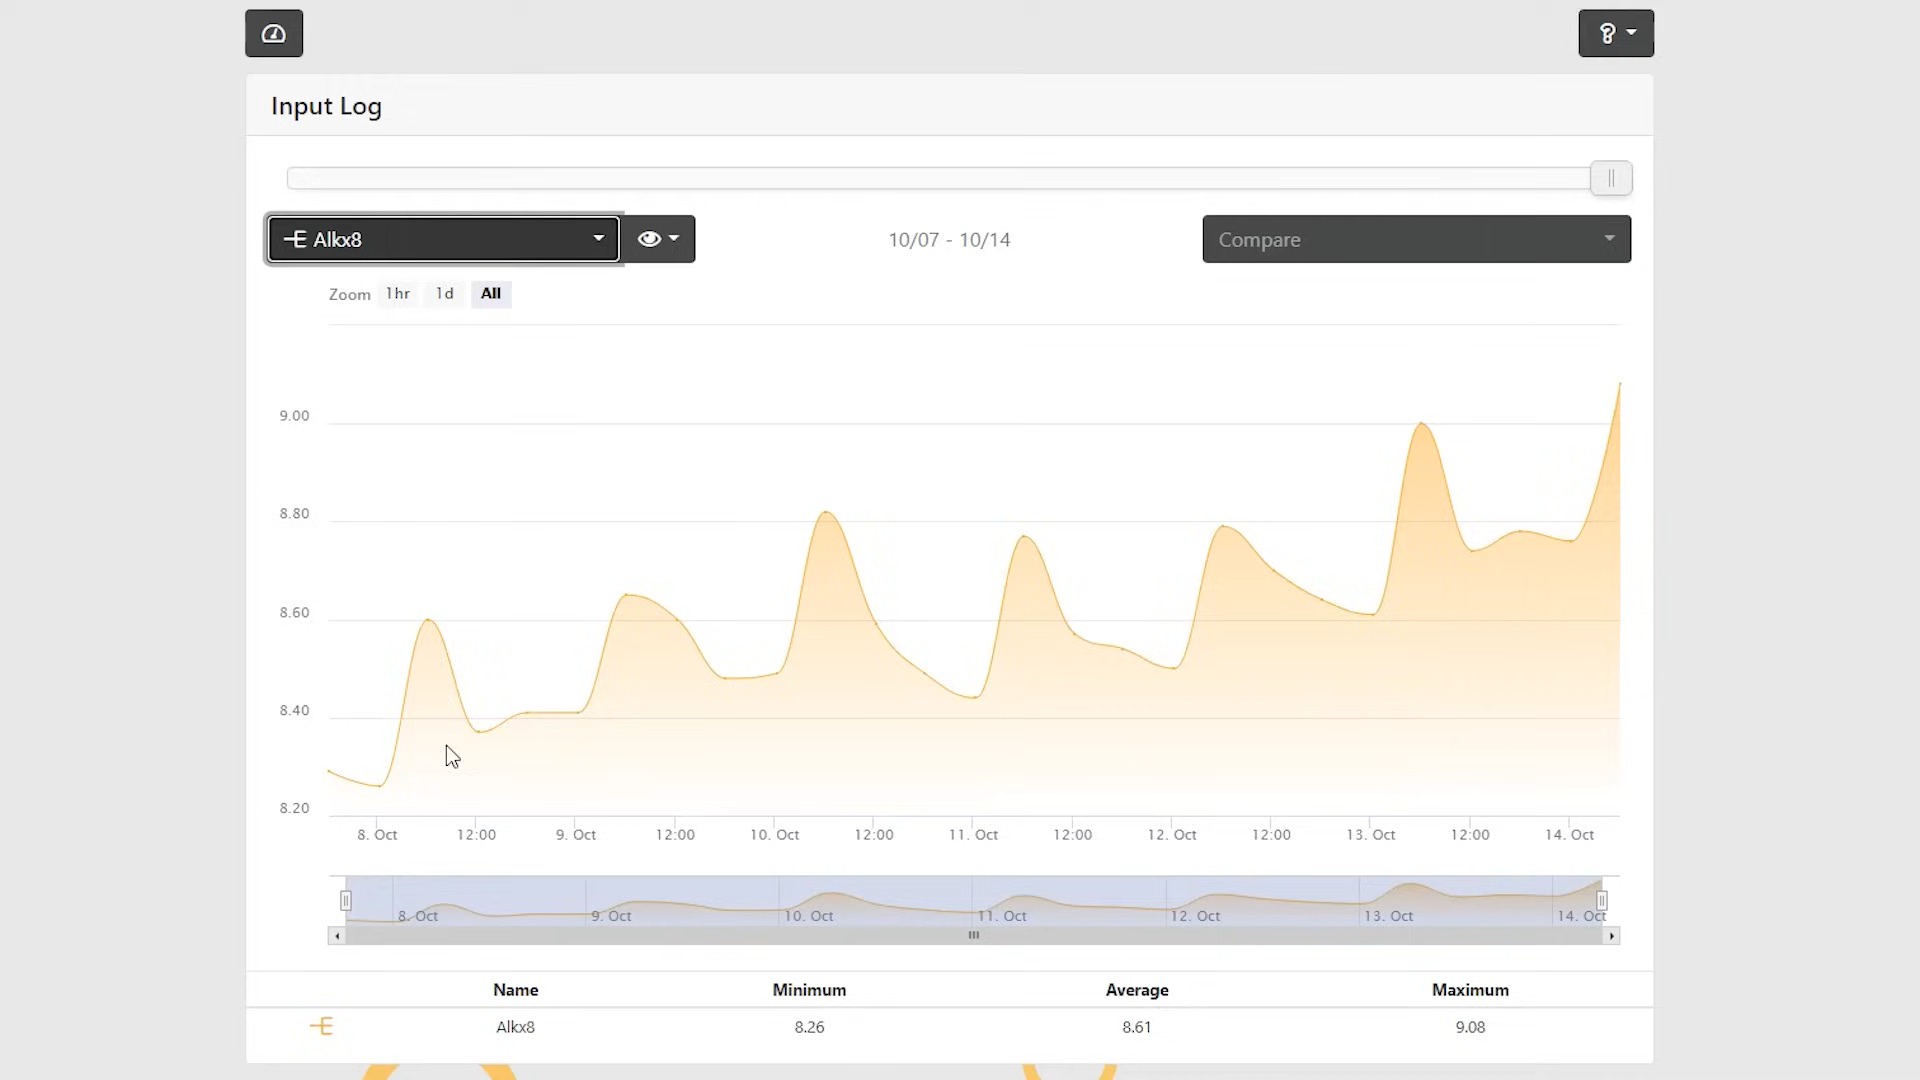 Input Log
Alkx8
10/07 - 10/14
Compare
Zoom 1hr 1d All
9.00
8.80
8.60
8.40
8.20
8. Oct 12:00 9. Oct 12:00 10. Oct 12:00 11. Oct 12:00 12. Oct 12:00 13. Oct 12:00 14. Oct
8. Oct 9. Oct 10. Oct 11. Oct 12. Oct 13. Oct 14. Oct
Name Minimum Average Maximum
Alkx8 8.26 8.61 9.08